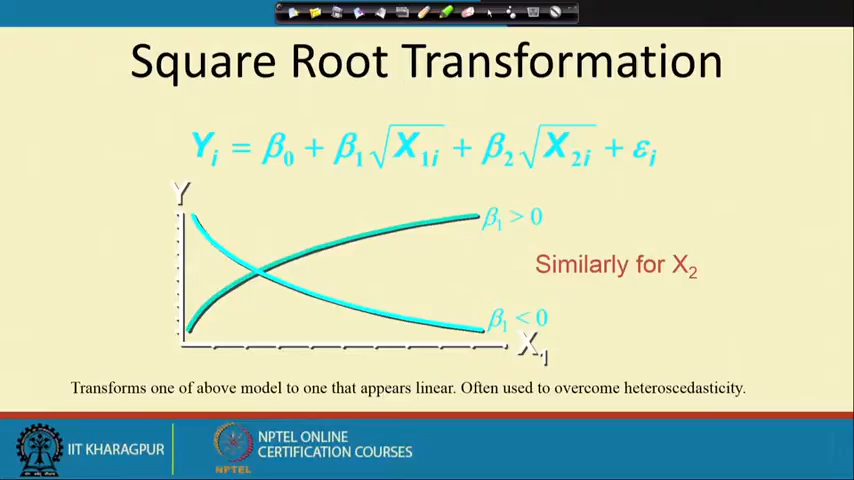 Square Root Transformation
Yᵢ = β₀ + β₁√X₁ᵢ + β₂√X₂ᵢ + εᵢ
Y
β₁ > 0
Similarly for X₂
β₁ < 0
X₁
Transforms one of above model to one that appears linear. Often used to overcome heteroscedasticity.
IIT KHARAGPUR
NPTEL
NPTEL ONLINE
CERTIFICATION COURSES